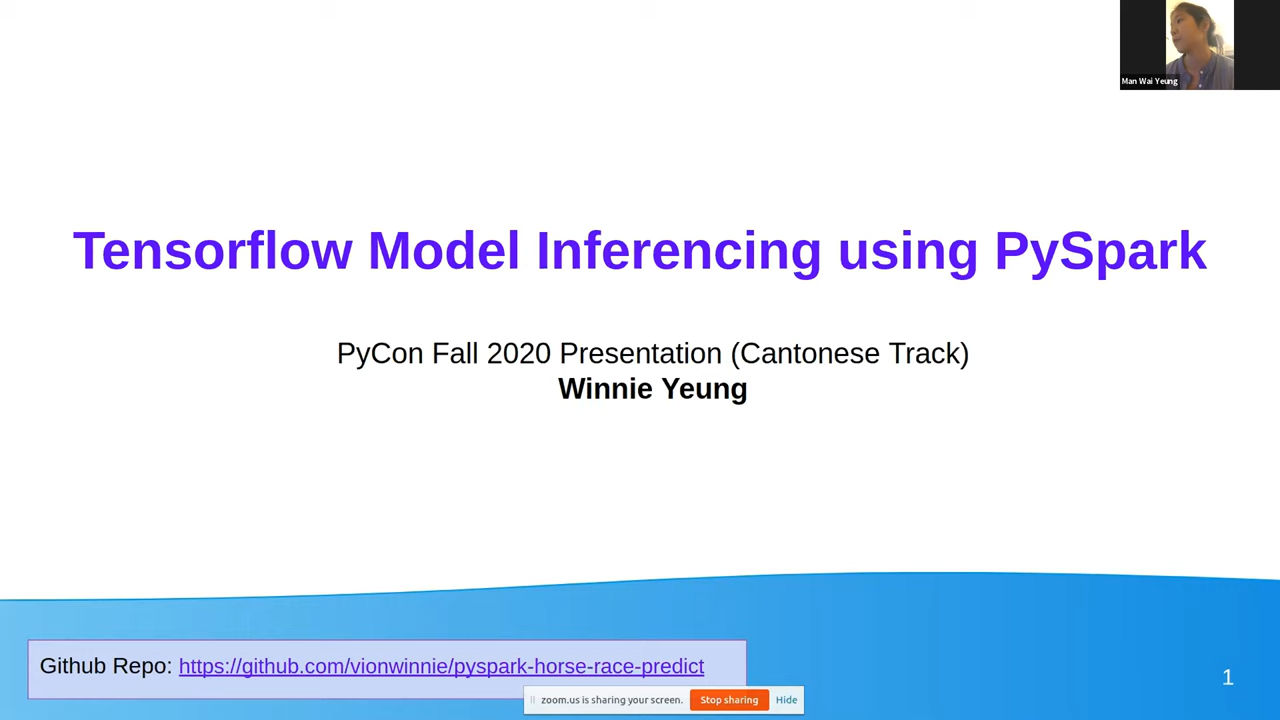 Man Wai Yeung
Tensorflow Model Inferencing using PySpark
PyCon Fall 2020 Presentation (Cantonese Track)
Winnie Yeung
Github Repo: https://github.com/vionwinnie/pyspark-horse-race-predict
1
zoom.us is sharing your screen. Stop sharing Hide